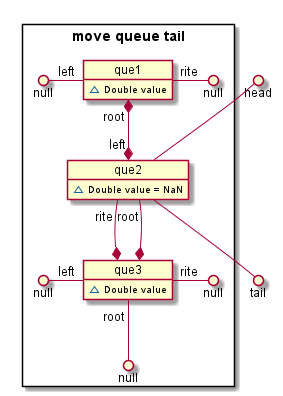 move queue tail
left que1 rite
null Double value null head
root
left
que2
Double value = NaN
rite root
left que3 rite
null Double value null tail
root
null